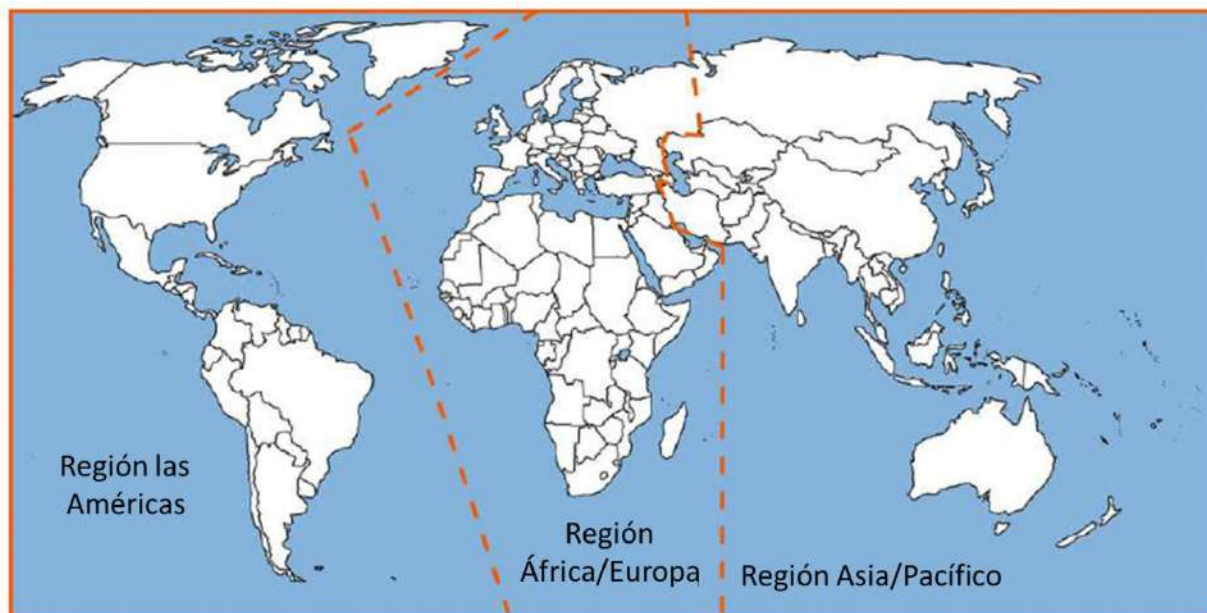 Región las
Américas
Región
África/Europa
Región Asia/Pacífico